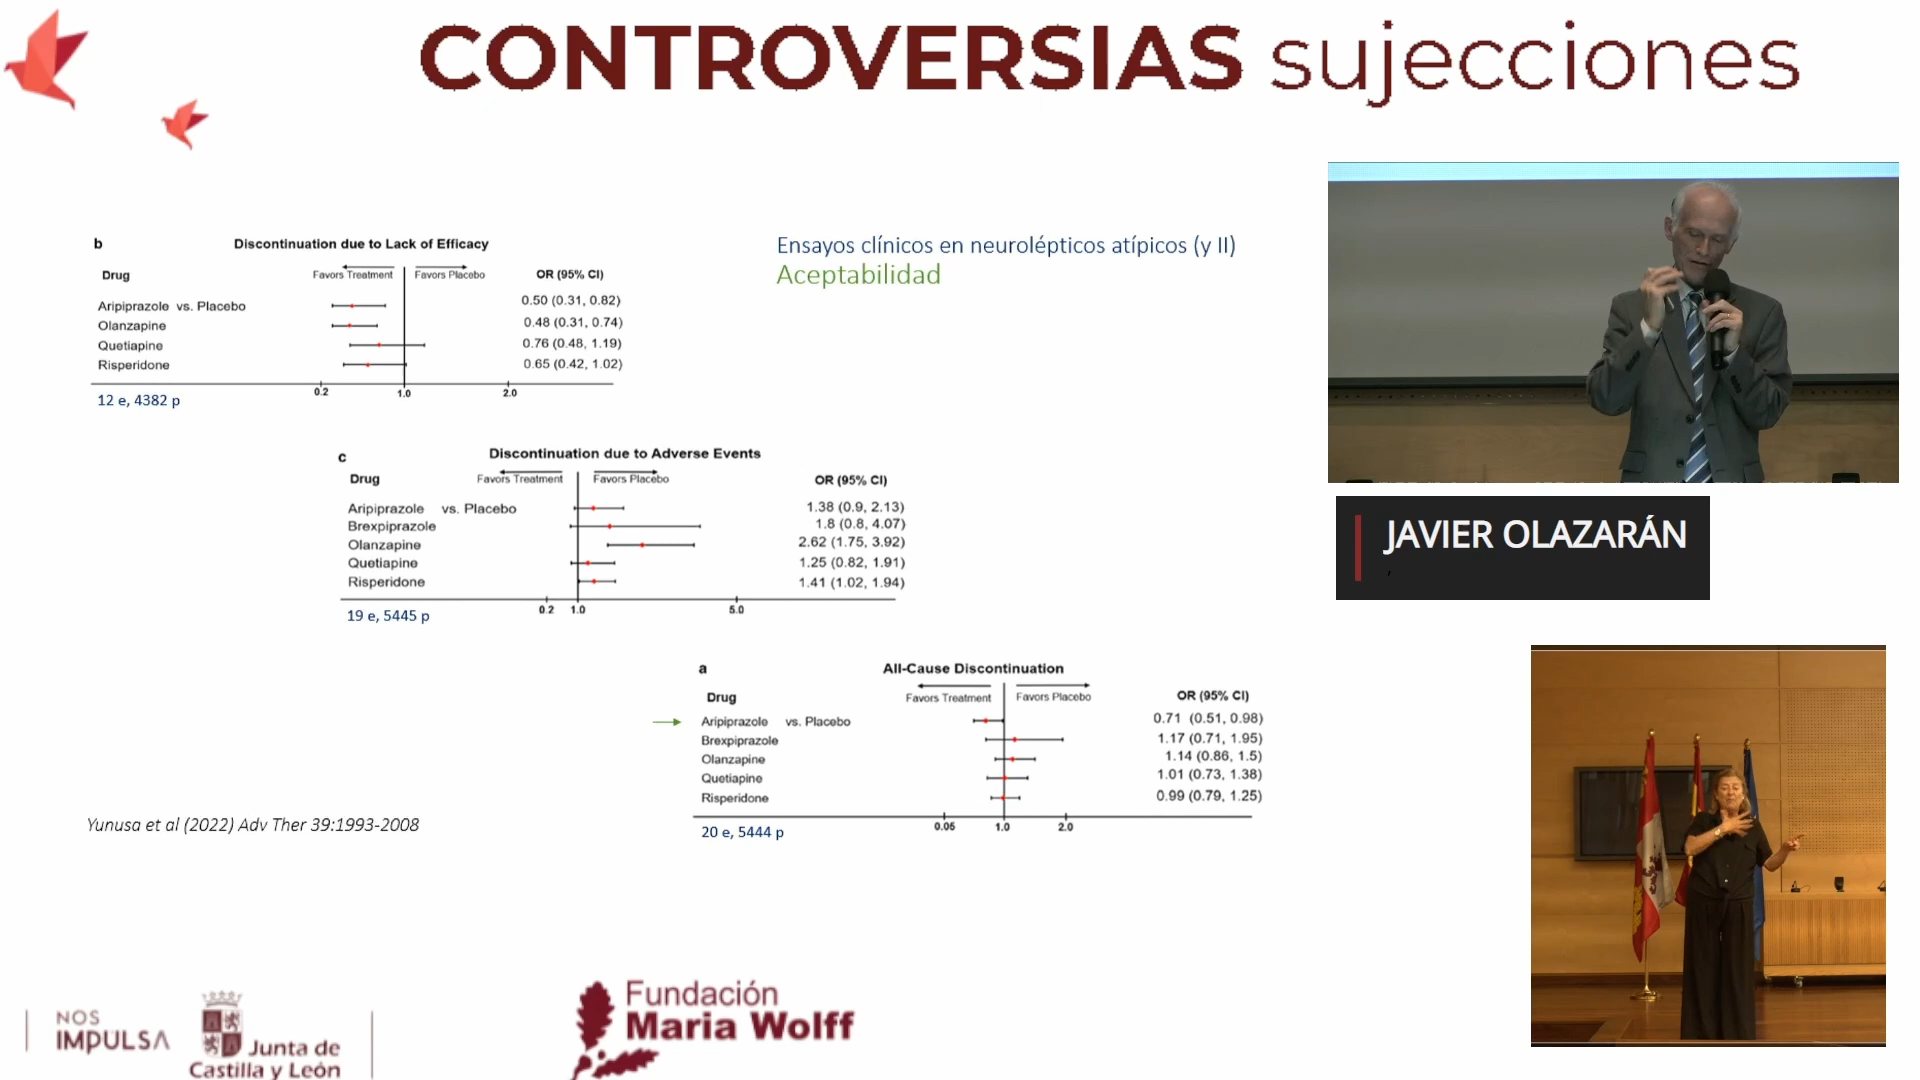 CONTROVERSIAS sujecciones
Ensayos clínicos en neurolépticos atípicos (y II)
Aceptabilidad
b
Discontinuation due to Lack of Efficacy
Drug
Favors Treatment
Favors Placebo
OR (95% CI)
Aripiprazole vs. Placebo 0.50 (0.31, 0.82)
Olanzapine 0.48 (0.31, 0.74)
Quetiapine 0.76 (0.48, 1.19)
Risperidone 0.65 (0.42, 1.02)
0.2 1.0 2.0
12 e, 4382 p
c
Discontinuation due to Adverse Events
Drug
Favors Treatment
Favors Placebo
OR (95% CI)
Aripiprazole vs. Placebo 1.38 (0.9, 2.13)
Brexpiprazole 1.8 (0.8, 4.07)
Olanzapine 2.62 (1.75, 3.92)
Quetiapine 1.25 (0.82, 1.91)
Risperidone 1.41 (1.02, 1.94)
0.2 1.0 5.0
19 e, 5445 p
a
All-Cause Discontinuation
Drug
Favors Treatment
Favors Placebo
OR (95% CI)
Aripiprazole vs. Placebo 0.71 (0.51, 0.98)
Brexpiprazole 1.17 (0.71, 1.95)
Olanzapine 1.14 (0.86, 1.5)
Quetiapine 1.01 (0.73, 1.38)
Risperidone 0.99 (0.79, 1.25)
0.05 1.0 2.0
20 e, 5444 p
Yunusa et al (2022) Adv Ther 39:1993-2008
JAVIER OLAZARÁN
,
NOS
IMPULSA
Junta de
Castilla y León
Fundación
Maria Wolff